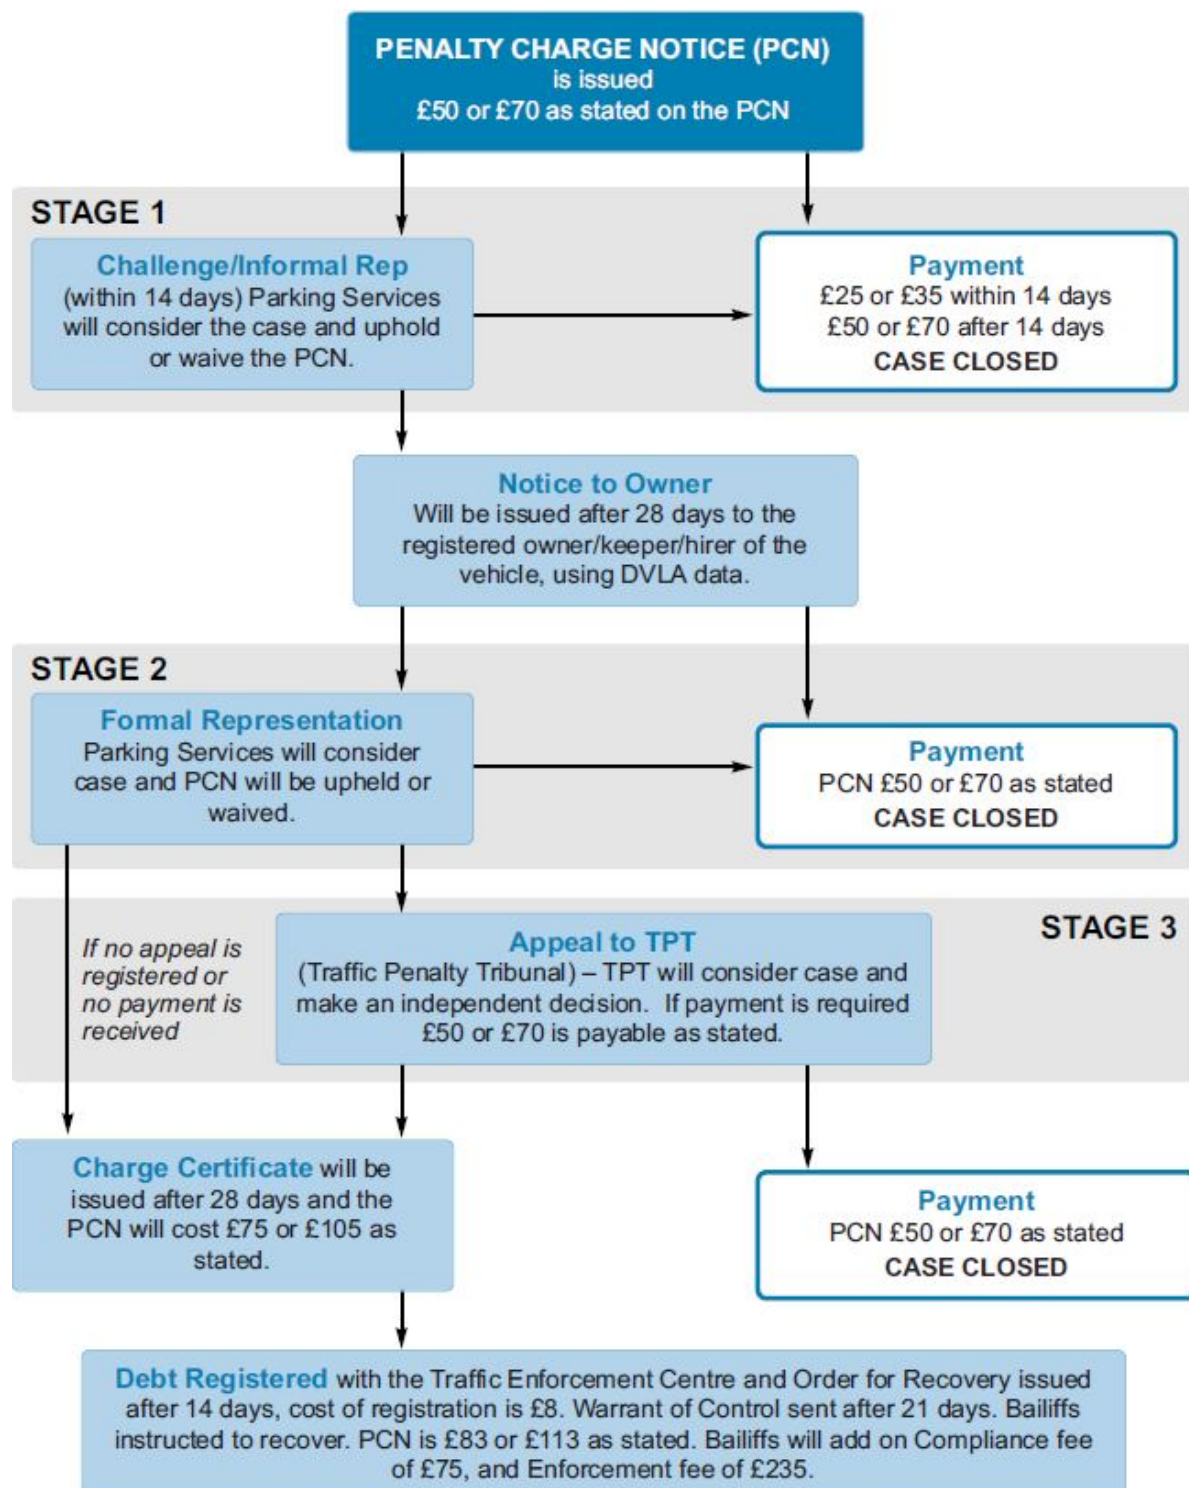 PENALTY CHARGE NOTICE (PCN)
is issued
£50 or £70 as stated on the PCN
STAGE 1
Challenge/Informal Rep
(within 14 days) Parking Services
will consider the case and uphold
or waive the PCN.
Payment
£25 or £35 within 14 days
£50 or £70 after 14 days
CASE CLOSED
Notice to Owner
Will be issued after 28 days to the
registered owner/keeper/hirer of the
vehicle, using DVLA data.
STAGE 2
Formal Representation
Parking Services will consider
case and PCN will be upheld or
waived.
Payment
PCN £50 or £70 as stated
CASE CLOSED
STAGE 3
If no appeal is
registered or
no payment is
received
Appeal to TPT
(Traffic Penalty Tribunal) – TPT will consider case and
make an independent decision.  If payment is required
£50 or £70 is payable as stated.
Charge Certificate will be
issued after 28 days and the
PCN will cost £75 or £105 as
stated.
Payment
PCN £50 or £70 as stated
CASE CLOSED
Debt Registered with the Traffic Enforcement Centre and Order for Recovery issued
after 14 days, cost of registration is £8. Warrant of Control sent after 21 days. Bailiffs
instructed to recover. PCN is £83 or £113 as stated. Bailiffs will add on Compliance fee
of £75, and Enforcement fee of £235.